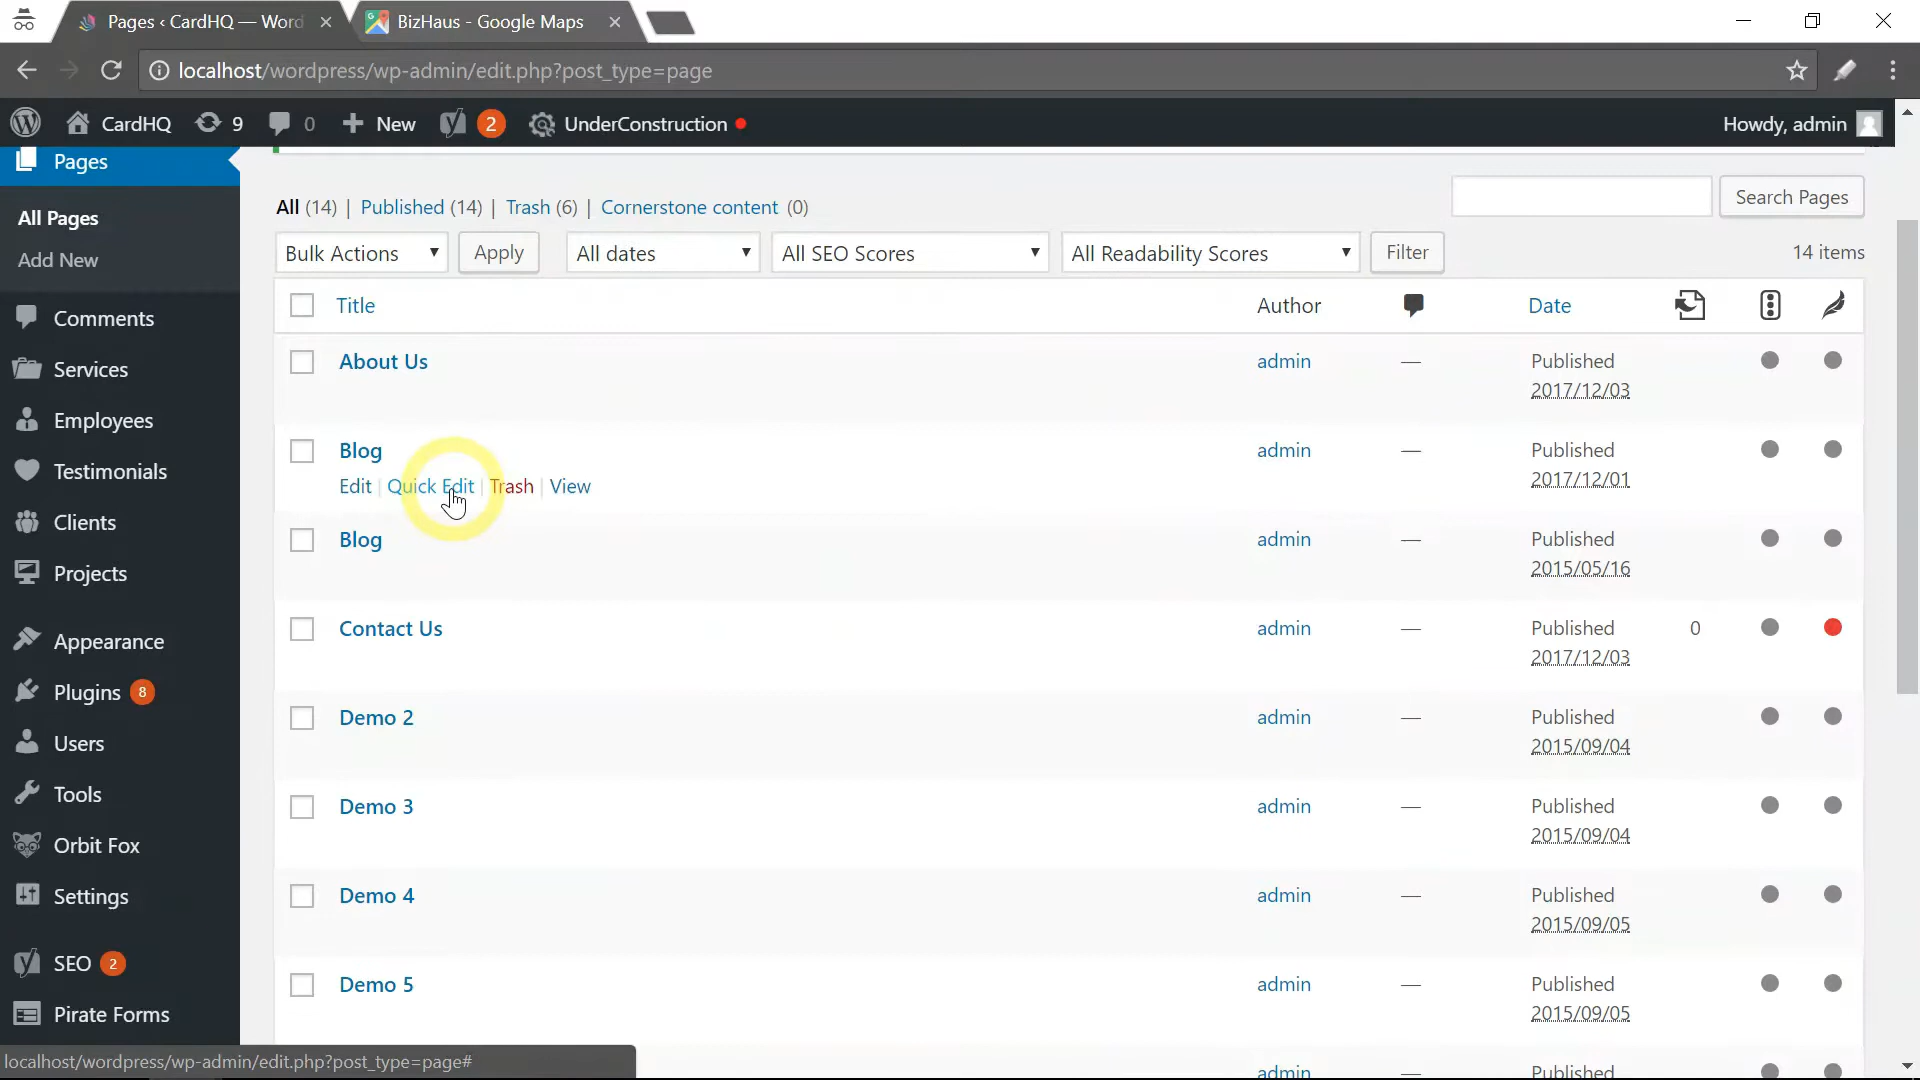 Pages ‹ CardHQ — Word
BizHaus - Google Maps
localhost/wordpress/wp-admin/edit.php?post_type=page
CardHQ 9 0 New 2 UnderConstruction Howdy, admin
Pages
All Pages
Add New
Comments
Services
Employees
Testimonials
Clients
Projects
Appearance
Plugins 8
Users
Tools
Orbit Fox
Settings
SEO 2
Pirate Forms
All (14) | Published (14) | Trash (6) | Cornerstone content (0)
Search Pages
Bulk Actions Apply All dates All SEO Scores All Readability Scores Filter 14 items
Title Author Date
About Us admin — Published
2017/12/03
Blog admin — Published
Edit | Quick Edit | Trash | View 2017/12/01
Blog admin — Published
2015/05/16
Contact Us admin — Published 0
2017/12/03
Demo 2 admin — Published
2015/09/04
Demo 3 admin — Published
2015/09/04
Demo 4 admin — Published
2015/09/05
Demo 5 admin — Published
2015/09/05
admin — Published
localhost/wordpress/wp-admin/edit.php?post_type=page#